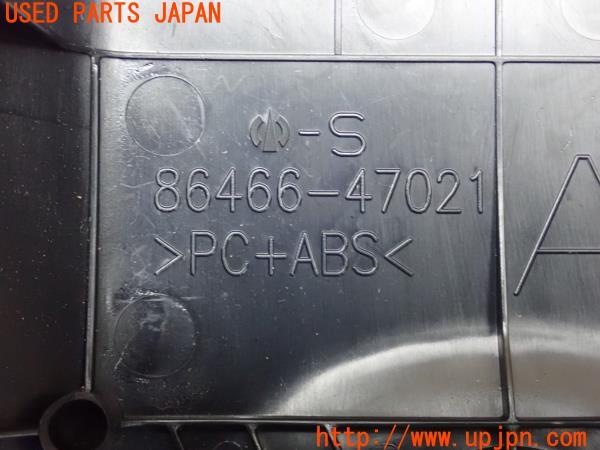 USED PARTS JAPAN
-S
86466-47021
>PC+ABS<
A
http://www.upjpn.com/